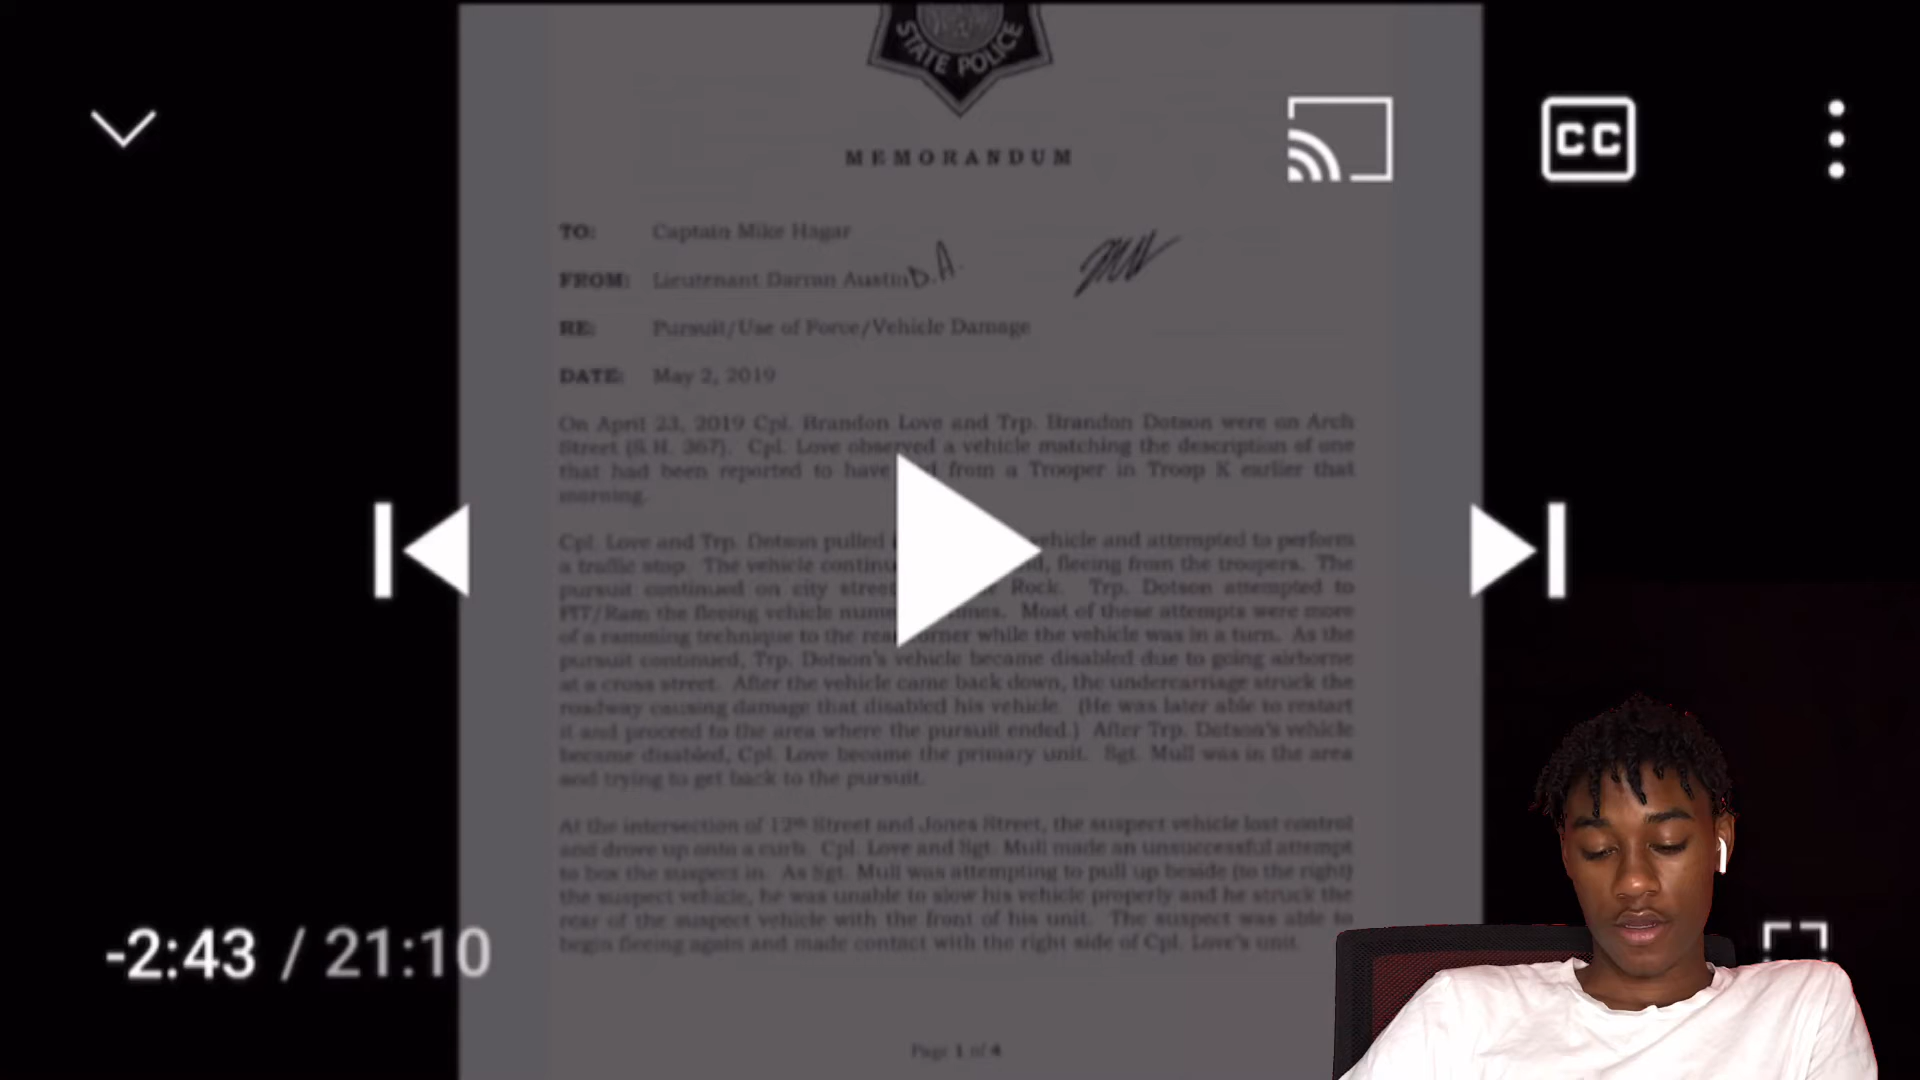 STATE POLICE
MEMORANDUM
TO: Captain Mike Hagar
FROM: Lieutenant Darran Austin D.A.
RE: Pursuit/Use of Force/Vehicle Damage
DATE: May 2, 2019
On April 23, 2019 Cpl. Brandon Love and Trp. Brandon Dotson were on Arch
Street (S.H. 367). Cpl. Love observed a vehicle matching the description of one
that had been reported to have from a Trooper in Troop K earlier that
morning.
Cpl. Love and Trp. Dotson pulled vehicle and attempted to perform
a traffic stop. The vehicle fleeing from the troopers. The
pursuit continued on city Rock. Trp. Dotson attempted to
PIT/Ram the fleeing vehicle Most of these attempts were more
of a ramming technique to the corner while the vehicle was in a turn. As the
pursuit continued, Trp. Dotson's vehicle became disabled due to going airborne
at a cross street. After the vehicle came back down, the undercarriage struck the
roadway causing damage that disabled his vehicle. (He was later able to restart
it and proceed to the area where the pursuit ended.) After Trp. Dotson's vehicle
became disabled, Cpl. Love became the primary unit. Sgt. Mull was in the area
and trying to get back to the pursuit.
At the intersection of 12th Street and Jones Street, the suspect vehicle lost control
and drove up onto a curb. Cpl. Love and Sgt. Mull made an unsuccessful attempt
to box the suspect in. As Sgt. Mull was attempting to pull up beside (to the right)
the suspect vehicle, he was unable to slow his vehicle properly and he struck the
rear of the suspect vehicle with the front of his unit. The suspect was able to
begin fleeing again and made contact with the right side of Cpl. Love's unit.
Page 1 of 4
CC
-2:43 / 21:10